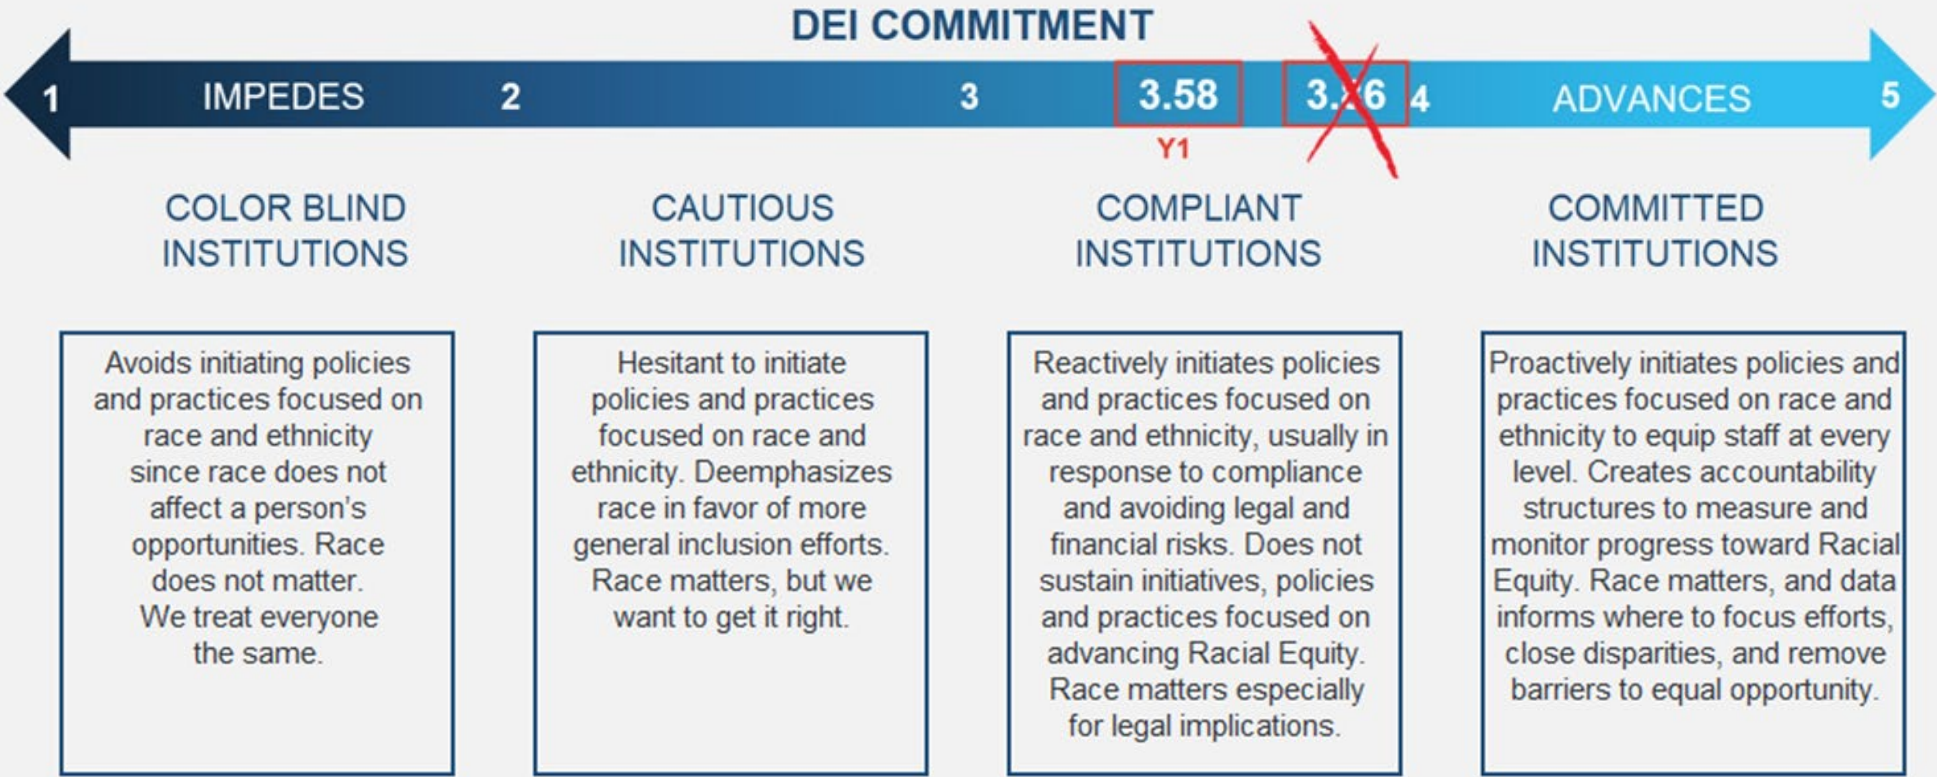 DEI COMMITMENT
1 IMPEDES 2 3 3.58 4 ADVANCES 5
Y1
COLOR BLIND
INSTITUTIONS
CAUTIOUS
INSTITUTIONS
COMPLIANT
INSTITUTIONS
COMMITTED
INSTITUTIONS
Avoids initiating policies
and practices focused on
race and ethnicity
since race does not
affect a person's
opportunities. Race
does not matter.
We treat everyone
the same.
Hesitant to initiate
policies and practices
focused on race and
ethnicity. Deemphasizes
race in favor of more
general inclusion efforts.
Race matters, but we
want to get it right.
Reactively initiates policies
and practices focused on
race and ethnicity, usually in
response to compliance
and avoiding legal and
financial risks. Does not
sustain initiatives, policies
and practices focused on
advancing Racial Equity.
Race matters especially
for legal implications.
Proactively initiates policies and
practices focused on race and
ethnicity to equip staff at every
level. Creates accountability
structures to measure and
monitor progress toward Racial
Equity. Race matters, and data
informs where to focus efforts,
close disparities, and remove
barriers to equal opportunity.